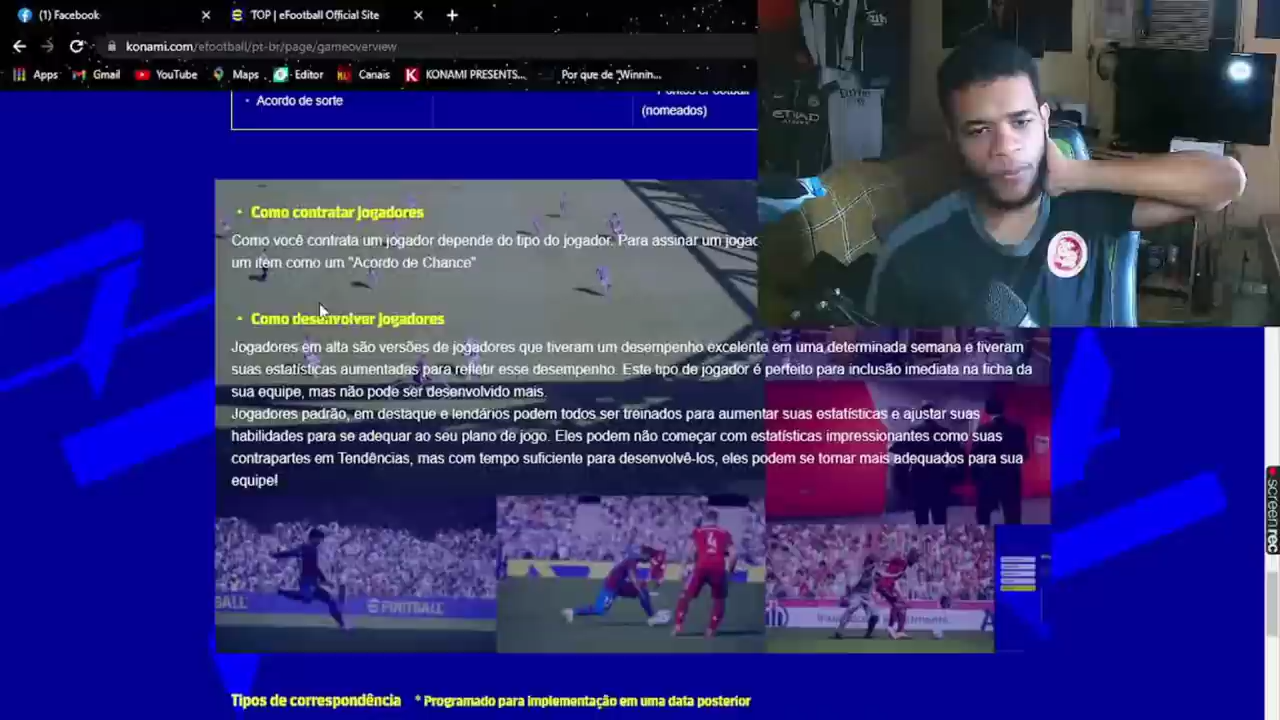 (1) Facebook
TOP | eFootball Official Site
konami.com/efootball/pt-br/page/gameoverview
Apps Gmail YouTube Maps Editor Canais KONAMI PRESENTS... Por que de "Winnin...
Acordo de sorte
(nomeados)
ETIHAD
Como contratar jogadores
Como você contrata um jogador depende do tipo do jogador. Para assinar um jogac
um item como um "Acordo de Chance"
Como desenvolver jogadores
Jogadores em alta são versões de jogadores que tiveram um desempenho excelente em uma determinada semana e tiveram
suas estatísticas aumentadas para refletir esse desempenho. Este tipo de jogador é perfeito para inclusão imediata na ficha da
sua equipe, mas não pode ser desenvolvido mais.
Jogadores padrão, em destaque e lendários podem todos ser treinados para aumentar suas estatísticas e ajustar suas
habilidades para se adequar ao seu plano de jogo. Eles podem não começar com estatísticas impressionantes como suas
contrapartes em Tendências, mas com tempo suficiente para desenvolvê-los, eles podem se tornar mais adequados para sua
equipe!
4
BALL
FOOTBALL
Tipos de correspondência * Programado para implementação em uma data posterior
screenrec